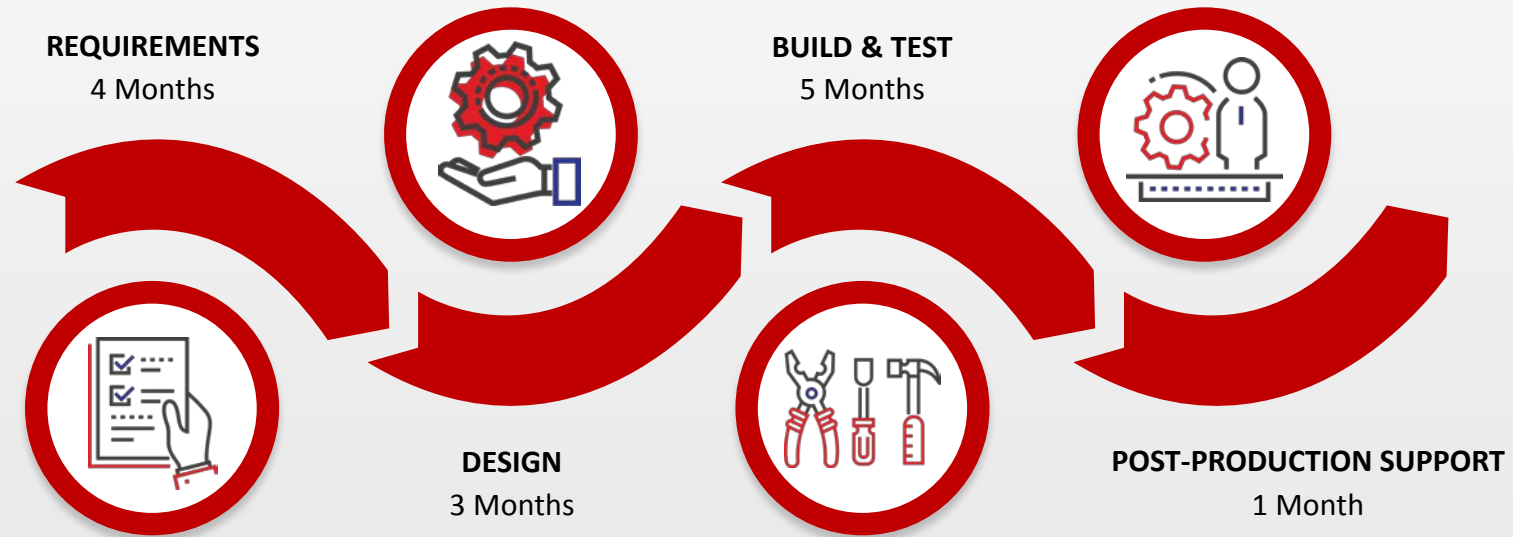 REQUIREMENTS
4 Months
DESIGN
3 Months
BUILD & TEST
5 Months
POST-PRODUCTION SUPPORT
1 Month